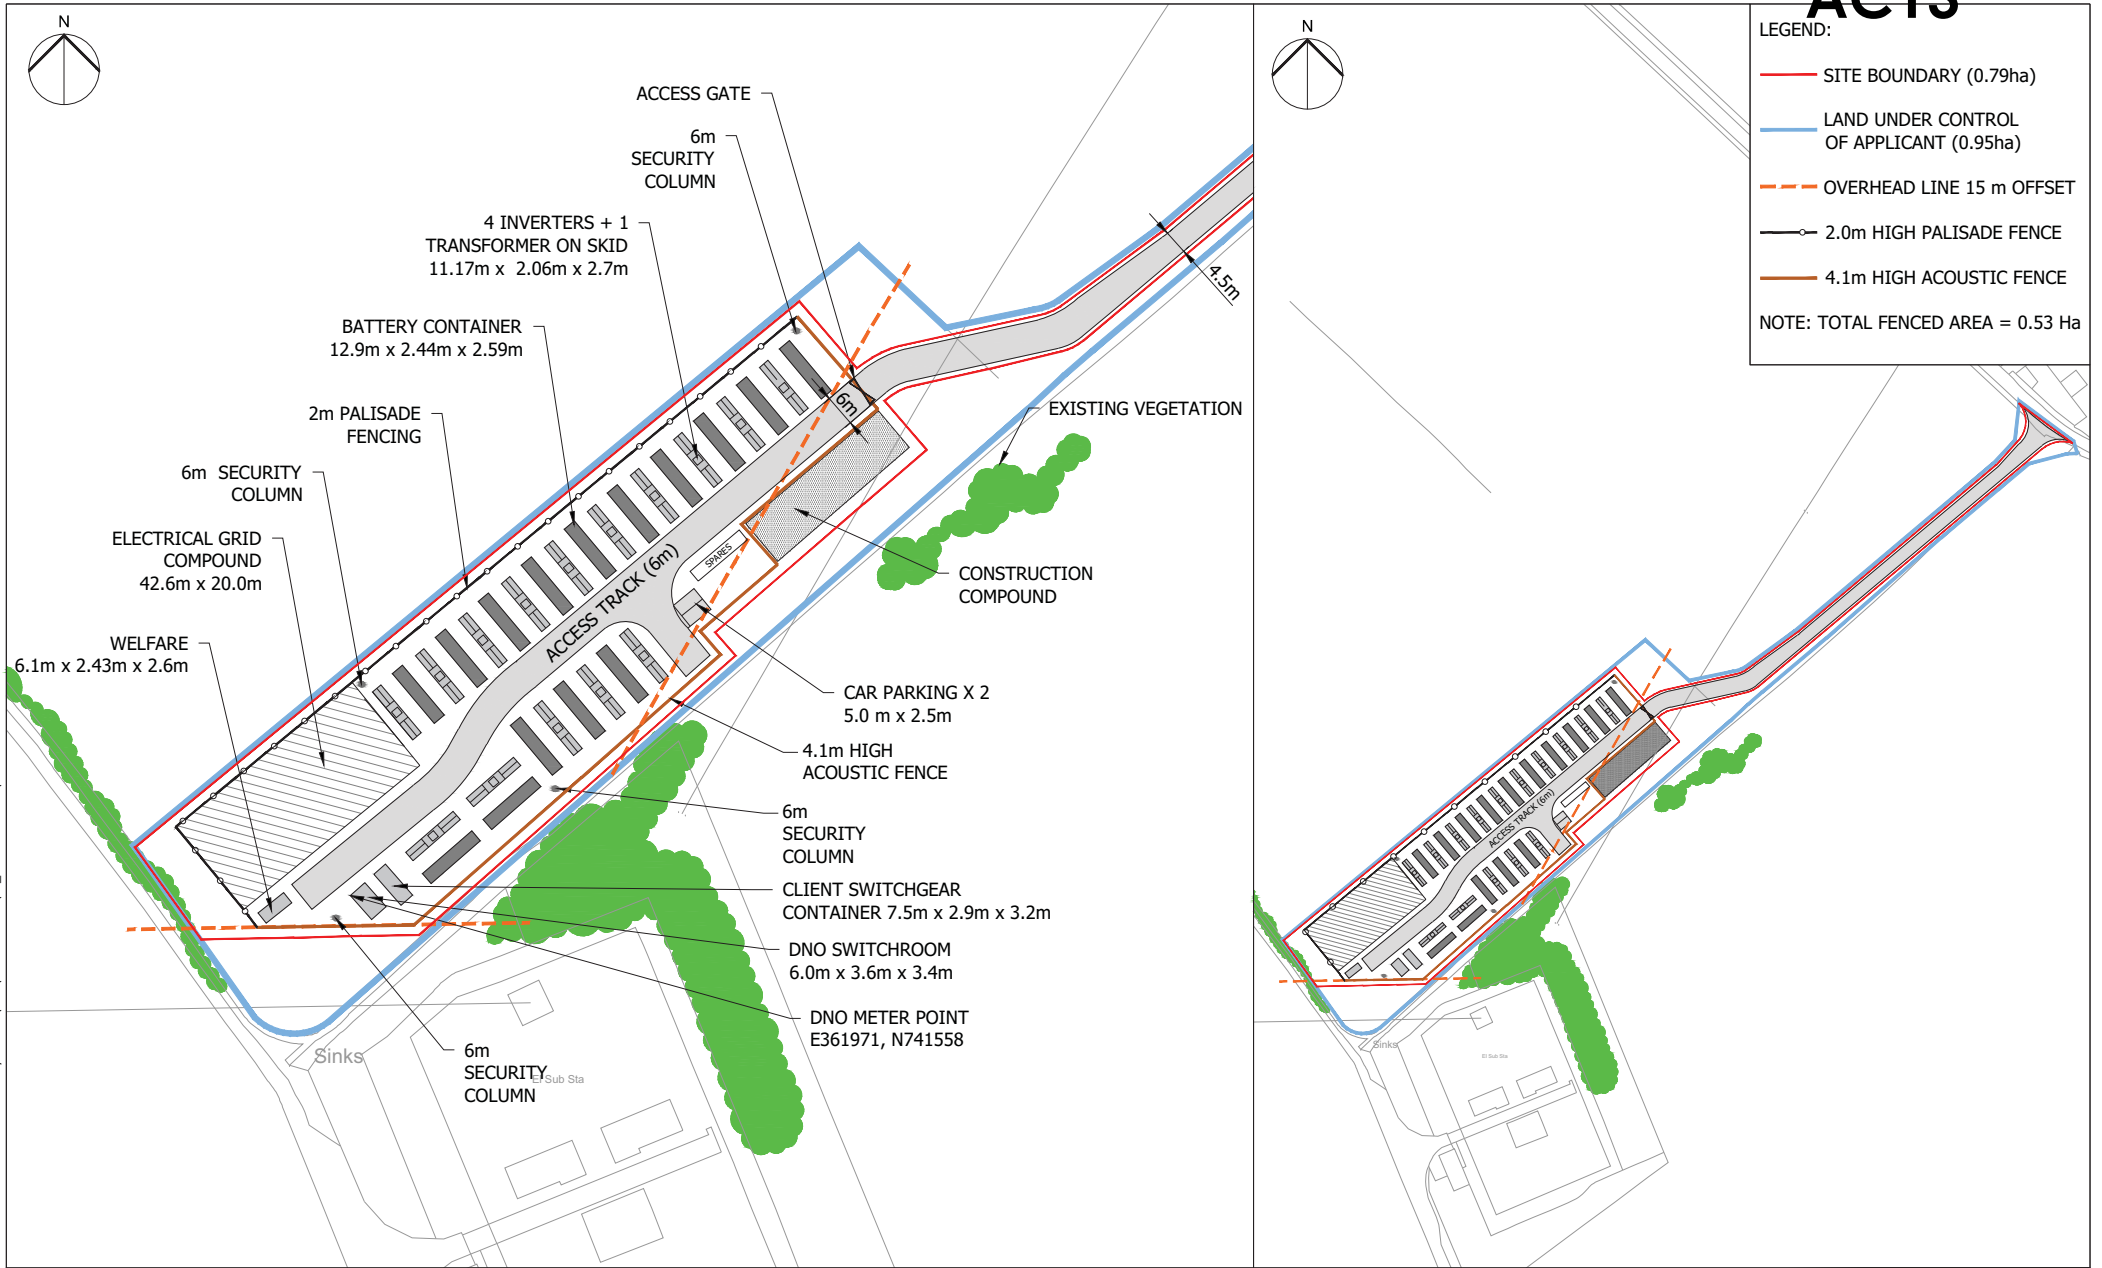 N
ACCESS GATE
6m
SECURITY
COLUMN
4 INVERTERS + 1
TRANSFORMER ON SKID
11.17m x 2.06m x 2.7m
BATTERY CONTAINER
12.9m x 2.44m x 2.59m
2m PALISADE
FENCING
6m SECURITY
COLUMN
ELECTRICAL GRID
COMPOUND
42.6m x 20.0m
WELFARE
6.1m x 2.43m x 2.6m
4.5m
6m
EXISTING VEGETATION
SPARES
ACCESS TRACK (6m)
CONSTRUCTION
COMPOUND
CAR PARKING X 2
5.0 m x 2.5m
4.1m HIGH
ACOUSTIC FENCE
6m
SECURITY
COLUMN
CLIENT SWITCHGEAR
CONTAINER 7.5m x 2.9m x 3.2m
DNO SWITCHROOM
6.0m x 3.6m x 3.4m
DNO METER POINT
E361971, N741558
6m
SECURITY
COLUMN
Sinks
El Sub Sta
N
LEGEND:
SITE BOUNDARY (0.79ha)
LAND UNDER CONTROL
OF APPLICANT (0.95ha)
OVERHEAD LINE 15 m OFFSET
2.0m HIGH PALISADE FENCE
4.1m HIGH ACOUSTIC FENCE
NOTE: TOTAL FENCED AREA = 0.53 Ha
ACCESS TRACK (6m)
Sinks
El Sub Sta